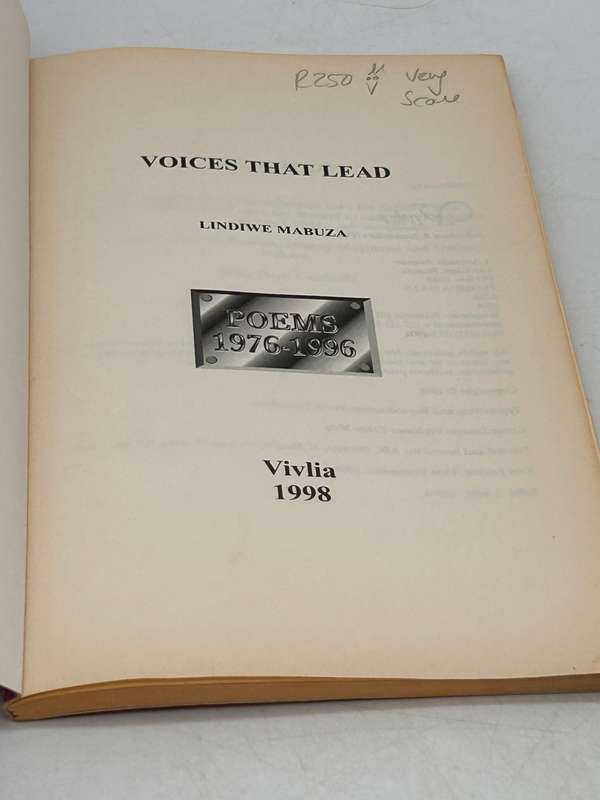 R250 Very
Scarce
VOICES THAT LEAD
LINDIWE MABUZA
POEMS
1976-1996
Vivlia
1998